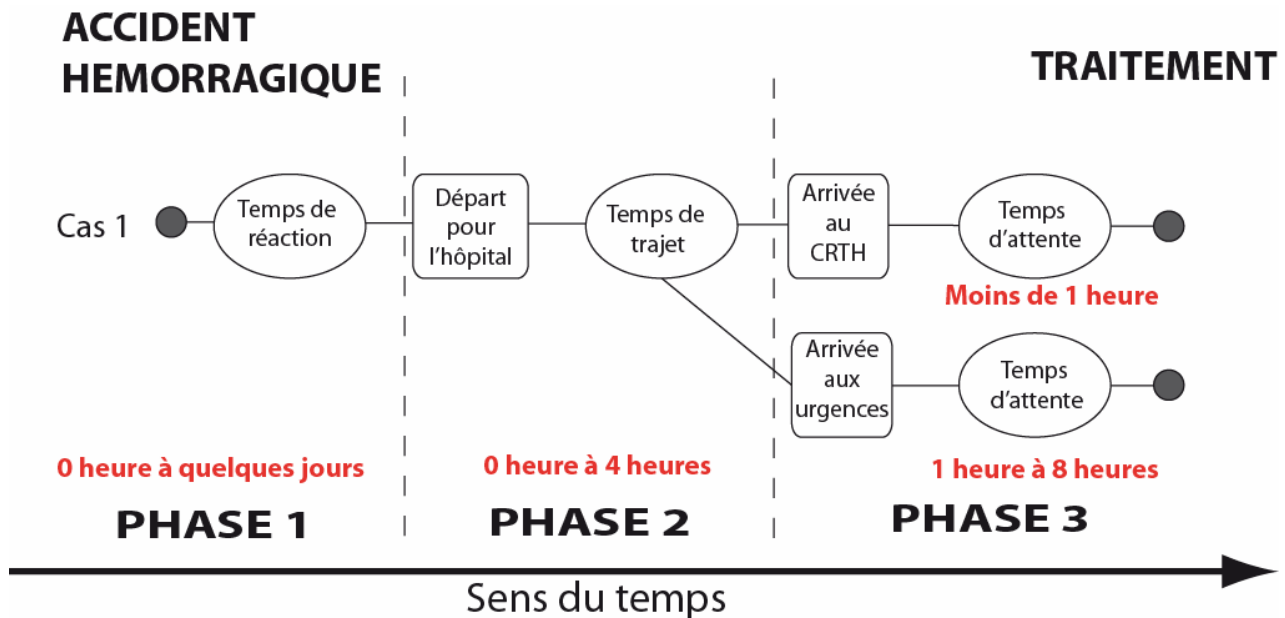 ACCIDENT
HEMORRAGIQUE
TRAITEMENT
Cas 1
Temps de
réaction
Départ
pour
l'hôpital
Temps de
trajet
Arrivée
au
CRTH
Temps
d'attente
Moins de 1 heure
Arrivée
aux
urgences
Temps
d'attente
0 heure à quelques jours
0 heure à 4 heures
1 heure à 8 heures
PHASE 1
PHASE 2
PHASE 3
Sens du temps